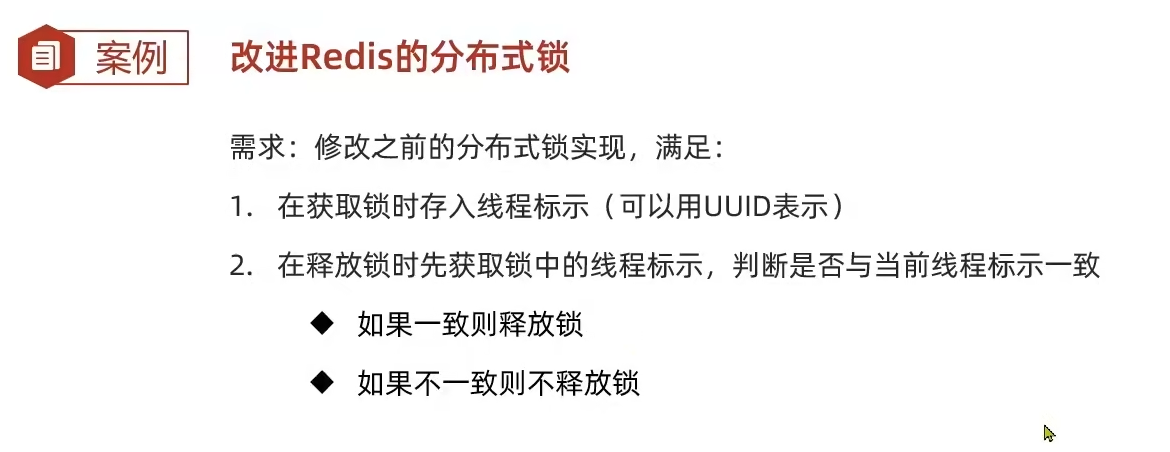 案例
改进Redis的分布式锁
需求：修改之前的分布式锁实现，满足：
1. 在获取锁时存入线程标示（可以用UUID表示）
2. 在释放锁时先获取锁中的线程标示，判断是否与当前线程标示一致
◆ 如果一致则释放锁
◆ 如果不一致则不释放锁